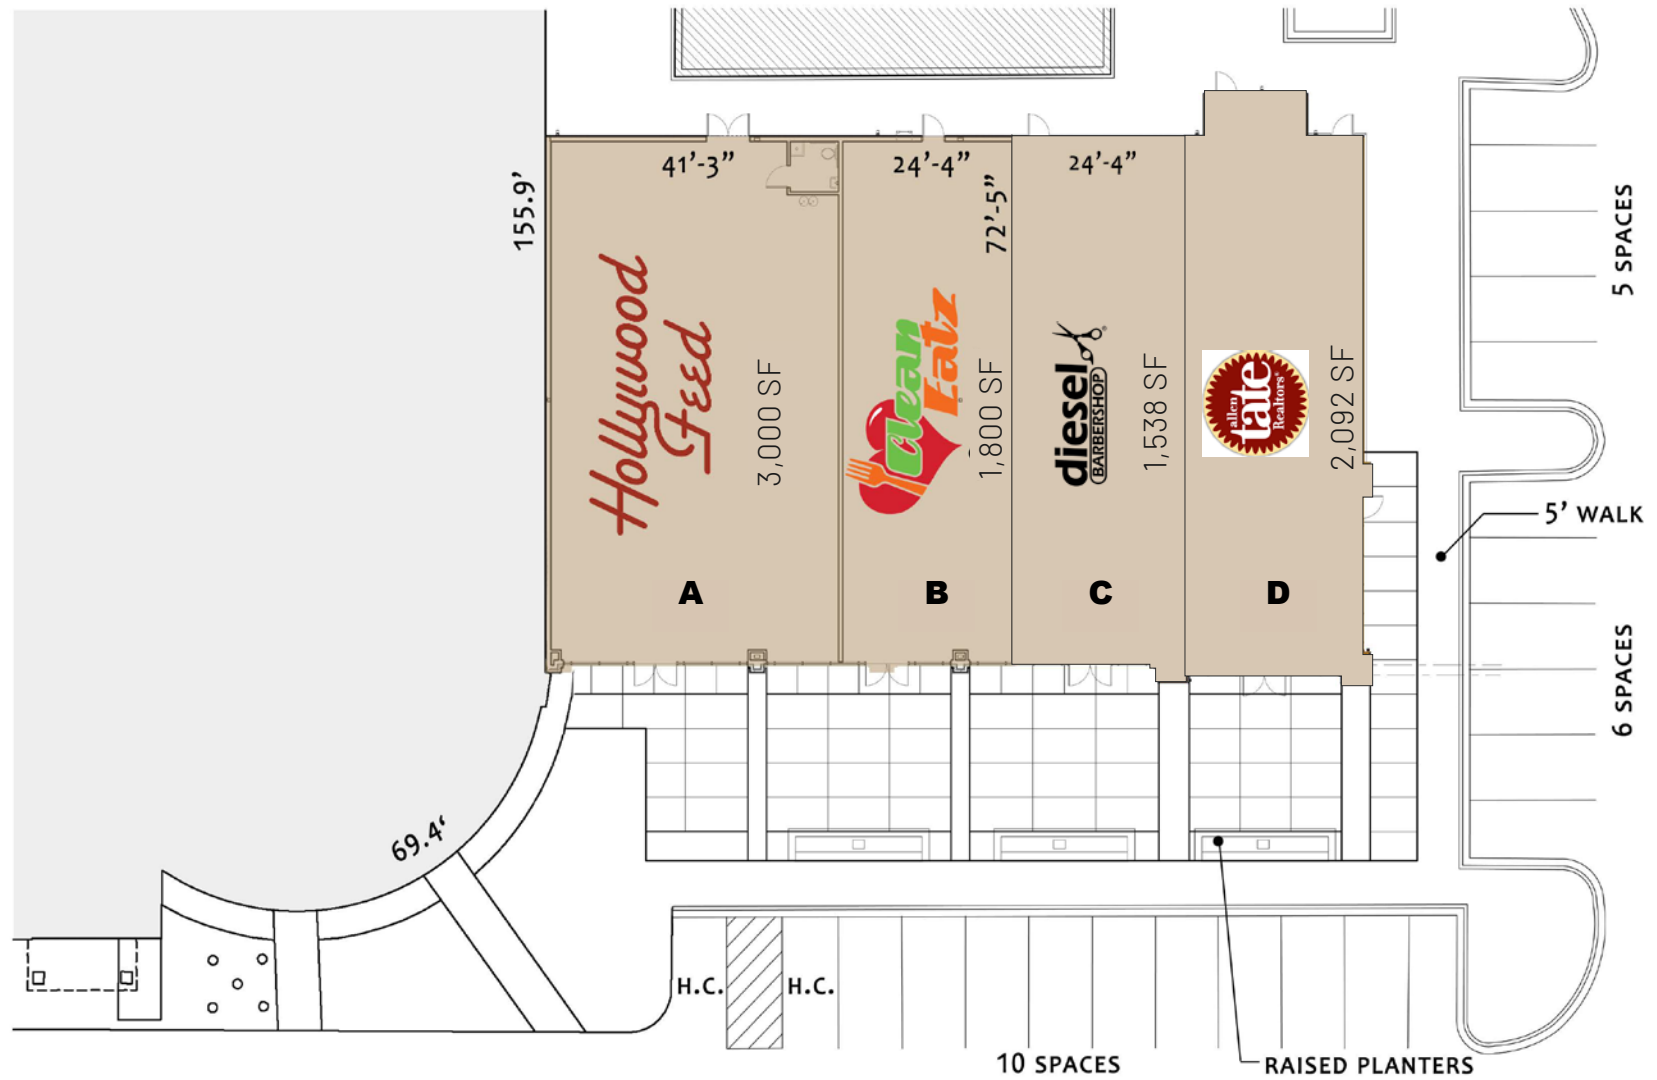 41'-3"
24'-4"
24'-4"
155.9'
72'-5"
Hollywood
Feed
3,000 SF
clean
Eatz
1,800 SF
diesel
BARBERSHOP
1,538 SF
allen
tate
Realtors®
2,092 SF
A
B
C
D
5 SPACES
5' WALK
6 SPACES
69.4'
H.C.
H.C.
10 SPACES
RAISED PLANTERS